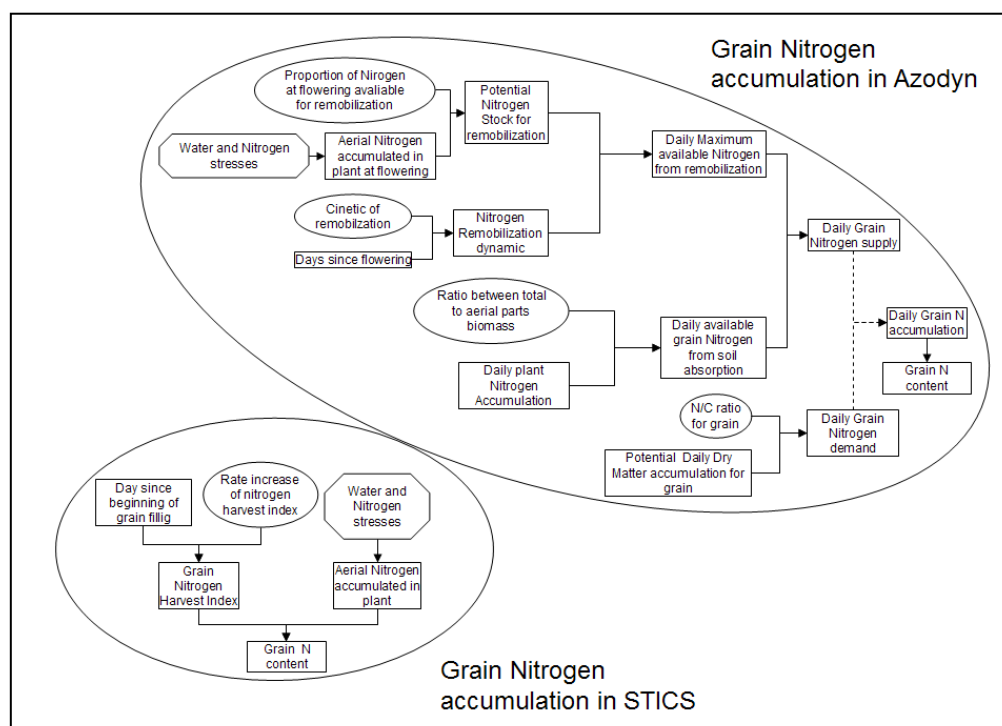 Grain Nitrogen
accumulation in Azodyn
Proportion of Nirogen
at flowering avaliable
for remobilization
Potential
Nitrogen
Stock for
remobilization
Water and Nitrogen
stresses
Aerial Nitrogen
accumulated in
plant at flowering
Daily Maximum
available Nitrogen
from remobilization
Cinetic of
remobilzation
Days since flowering
Nitrogen
Remobilization
dynamic
Daily Grain
Nitrogen supply
Ratio between total
to aerial parts
biomass
Daily plant
Nitrogen
Accumulation
Daily available
grain Nitrogen
from soil
absorption
Daily Grain N
accumulation
Grain N
content
N/C ratio
for grain
Potential Daily Dry
Matter accumulation for
grain
Daily Grain
Nitrogen
demand
Day since
beginning of
grain fillig
Rate increase
of nitrogen
harvest index
Water and
Nitrogen
stresses
Grain
Nitrogen
Harvest Index
Aerial Nitrogen
accumulated in
plant
Grain N
content
Grain Nitrogen
accumulation in STICS